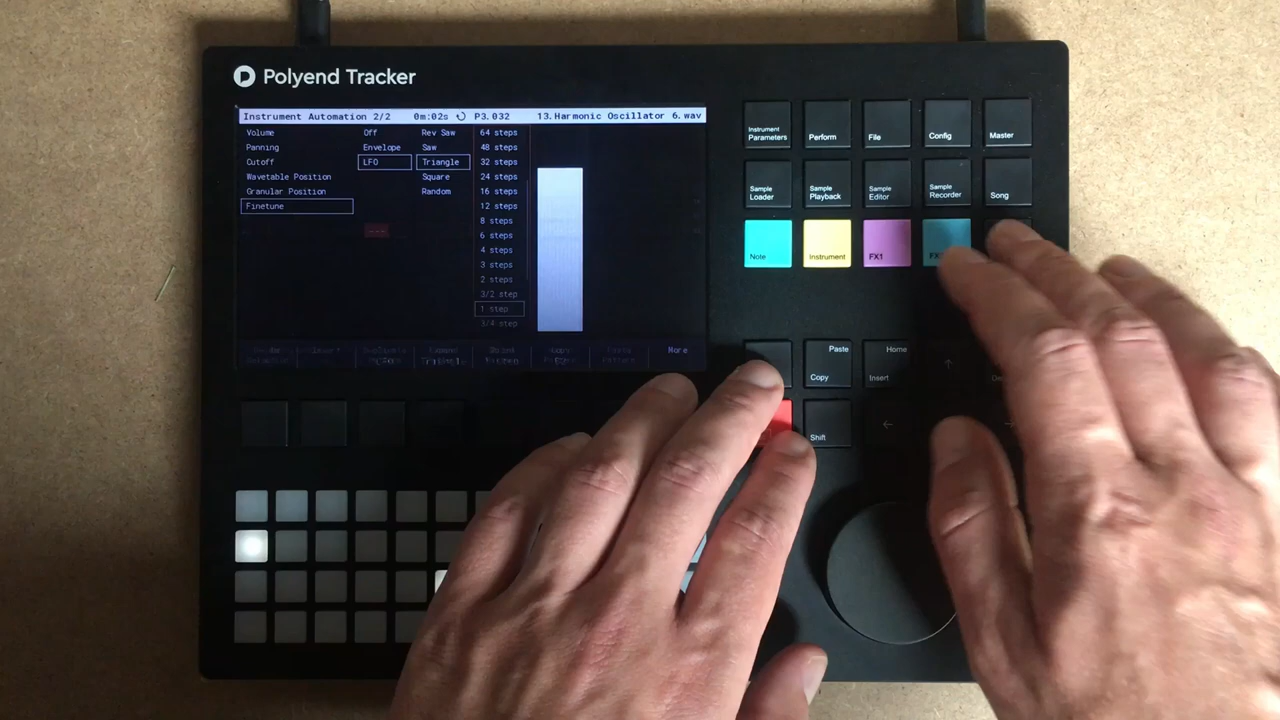 Polyend Tracker
Instrument Automation 2/2 0m:02s P3.032 13.Harmonic Oscillator 6.wav
Volume Off Rev Saw 64 steps
Panning Envelope Saw 48 steps
Cutoff LFO Triangle 32 steps
Wavetable Position Square 24 steps
Granular Position Random 16 steps
Finetune 12 steps
8 steps
--- 6 steps
4 steps
3 steps
2 steps
3/2 step
1 step
3/4 step
More
Instrument Parameters
Perform
File
Config
Master
Sample Loader
Sample Playback
Sample Editor
Sample Recorder
Song
Note
Instrument
FX1
Paste
Copy
Home
Insert
↑
Shift
←
→